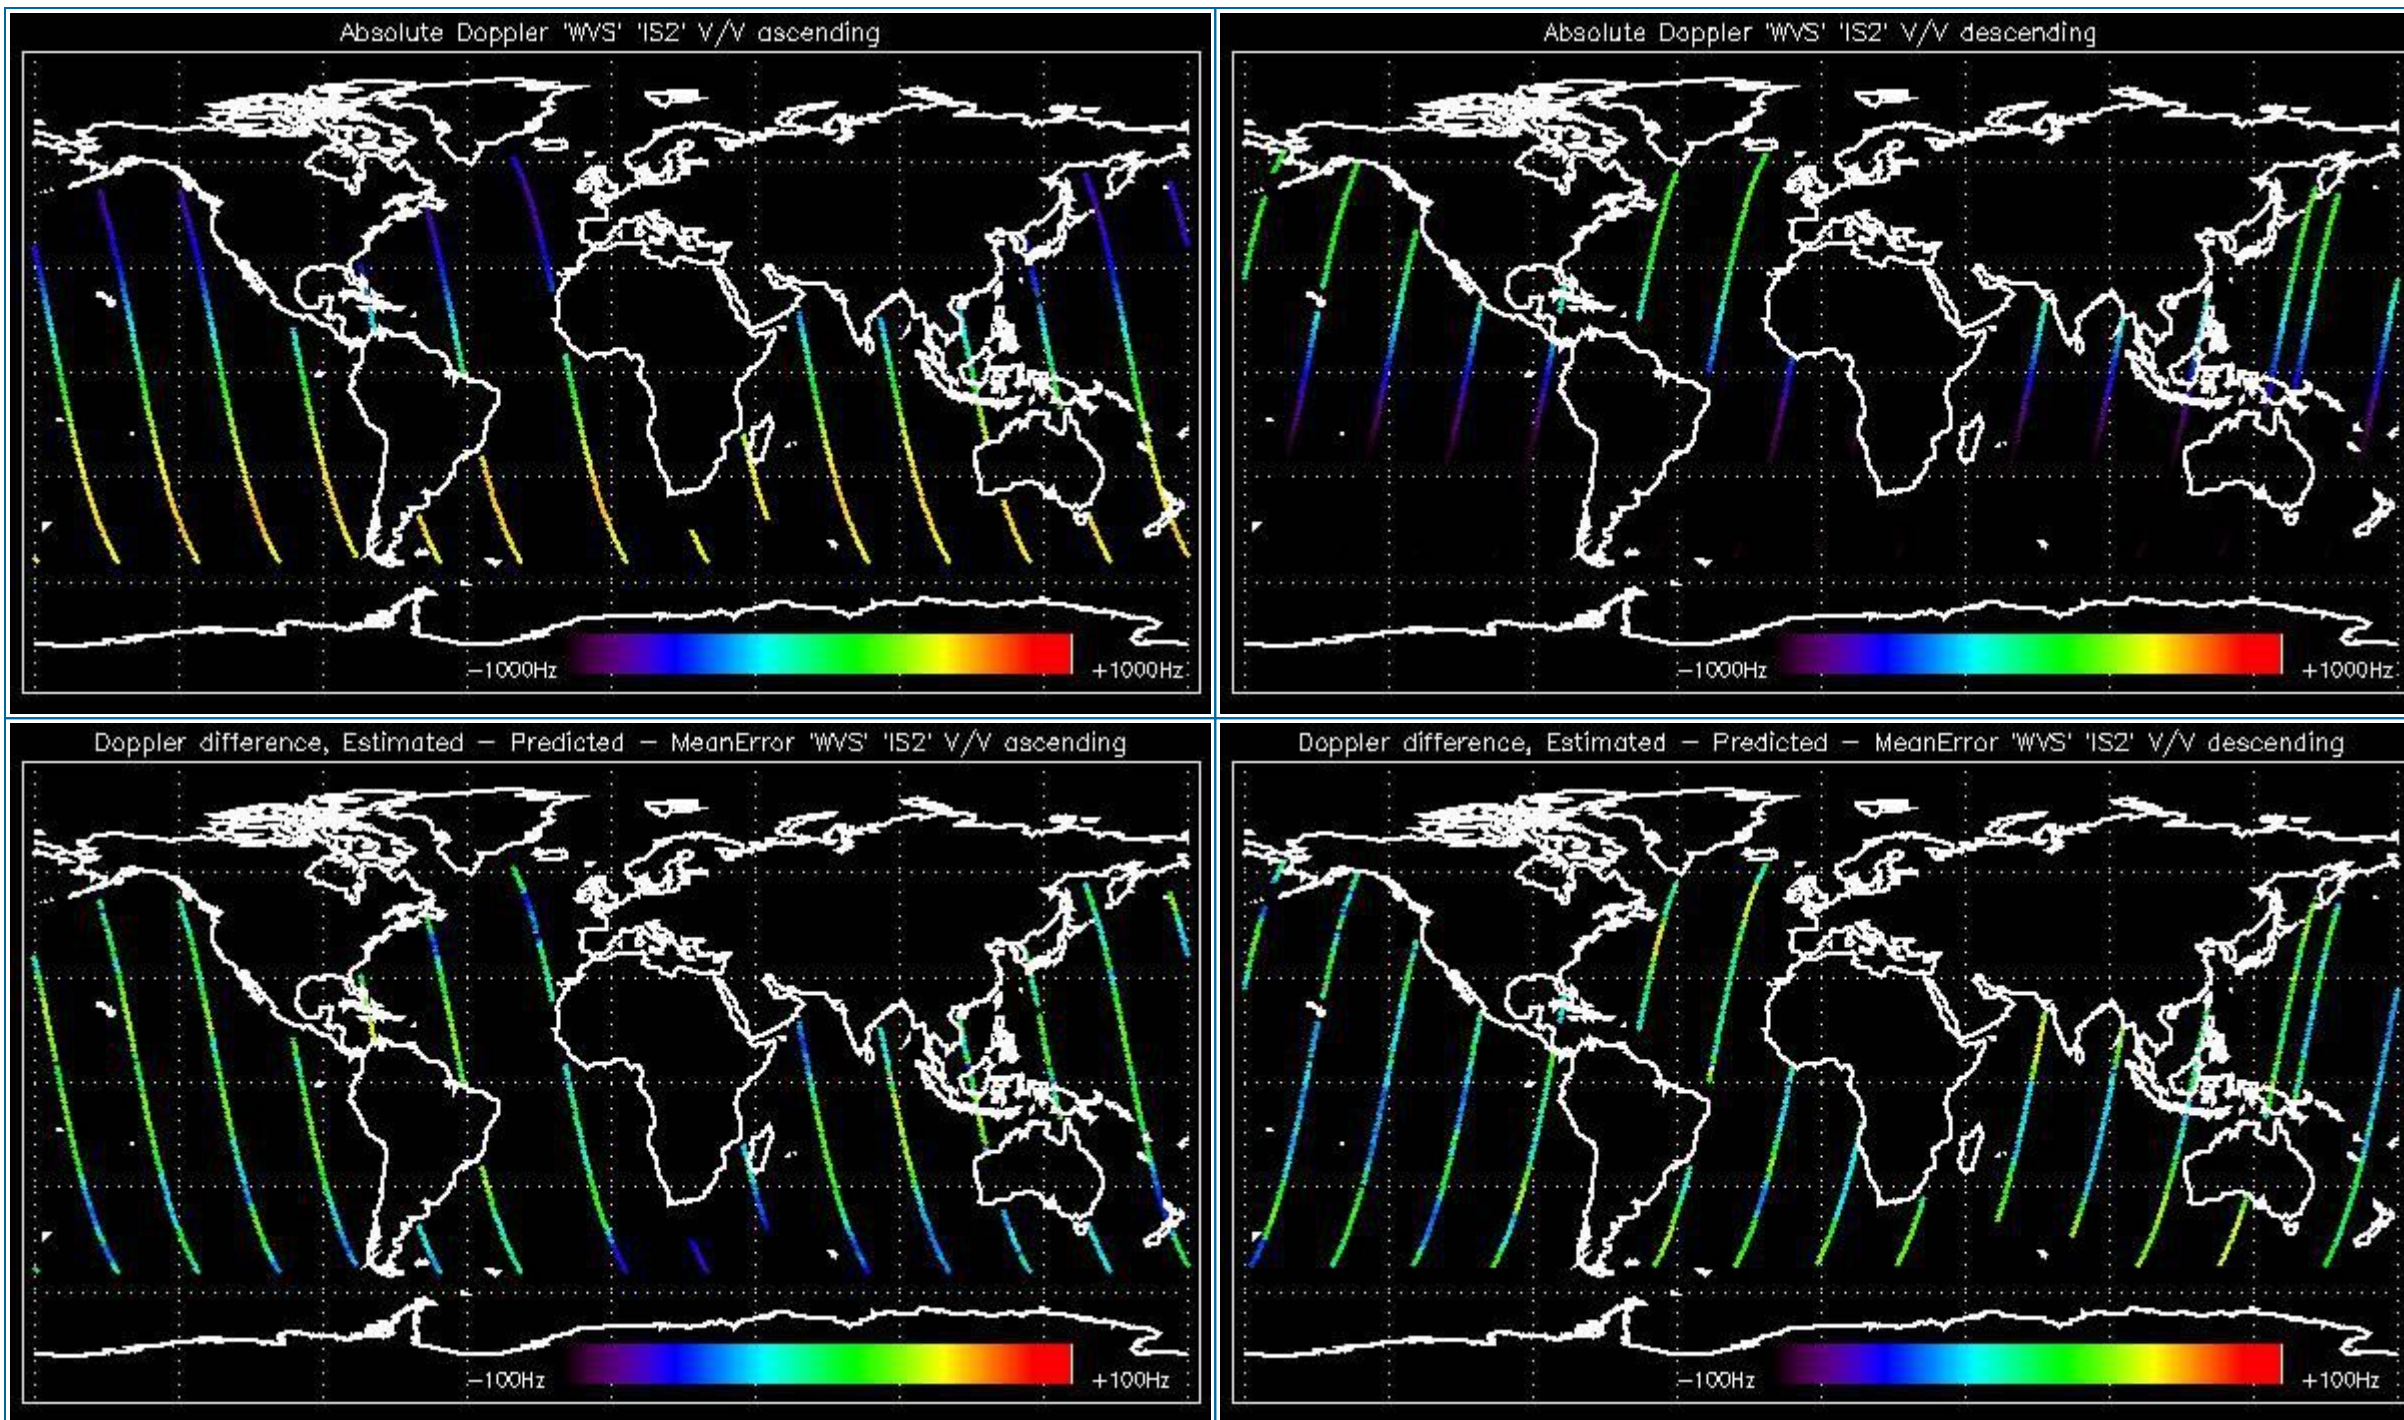 Absolute Doppler 'WVS' 'IS2' V/V ascending
−1000Hz +1000Hz
Absolute Doppler 'WVS' 'IS2' V/V descending
−1000Hz +1000Hz
Doppler difference, Estimated − Predicted − MeanError 'WVS' 'IS2' V/V ascending
−100Hz +100Hz
Doppler difference, Estimated − Predicted − MeanError 'WVS' 'IS2' V/V descending
−100Hz +100Hz